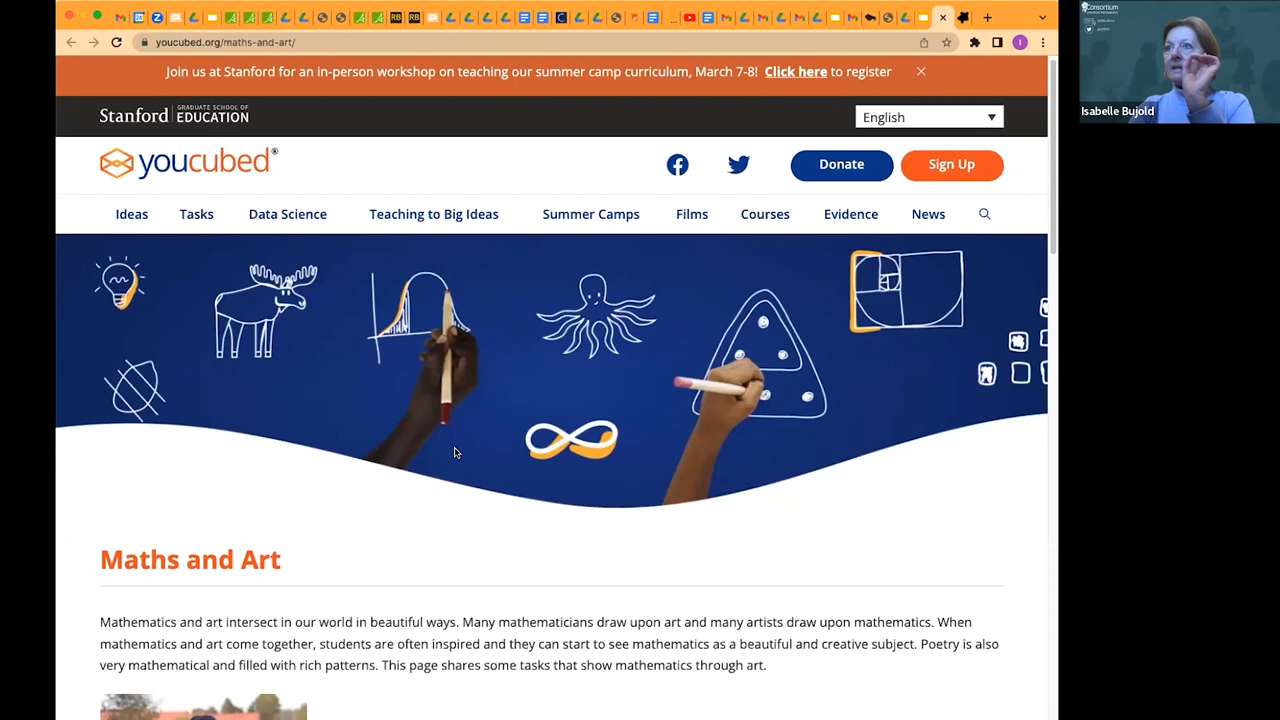 youcubed.org/maths-and-art/
Join us at Stanford for an in-person workshop on teaching our summer camp curriculum, March 7-8! Click here to register
Stanford GRADUATE SCHOOL OF EDUCATION
English
youcubed®
Donate
Sign Up
Ideas Tasks Data Science Teaching to Big Ideas Summer Camps Films Courses Evidence News
Maths and Art
Mathematics and art intersect in our world in beautiful ways. Many mathematicians draw upon art and many artists draw upon mathematics. When
mathematics and art come together, students are often inspired and they can start to see mathematics as a beautiful and creative subject. Poetry is also
very mathematical and filled with rich patterns. This page shares some tasks that show mathematics through art.
Consortium
Isabelle Bujold